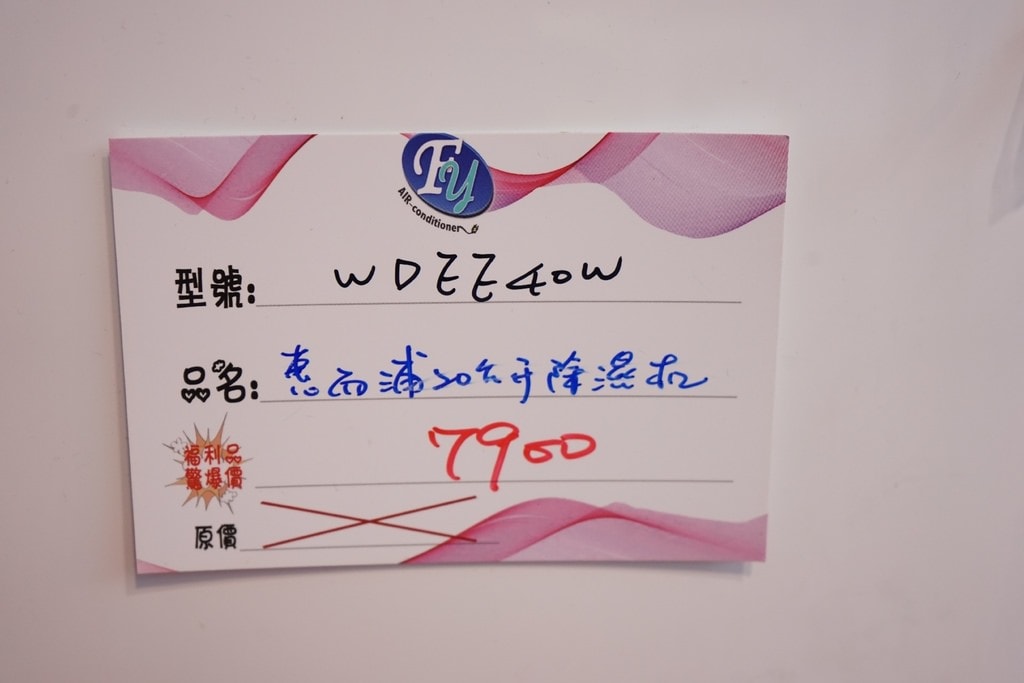 Fy
AIR-conditioner
型號: WDEE40W
品名: 惠而浦20公升除濕机
福利品
驚爆價
7900
原價